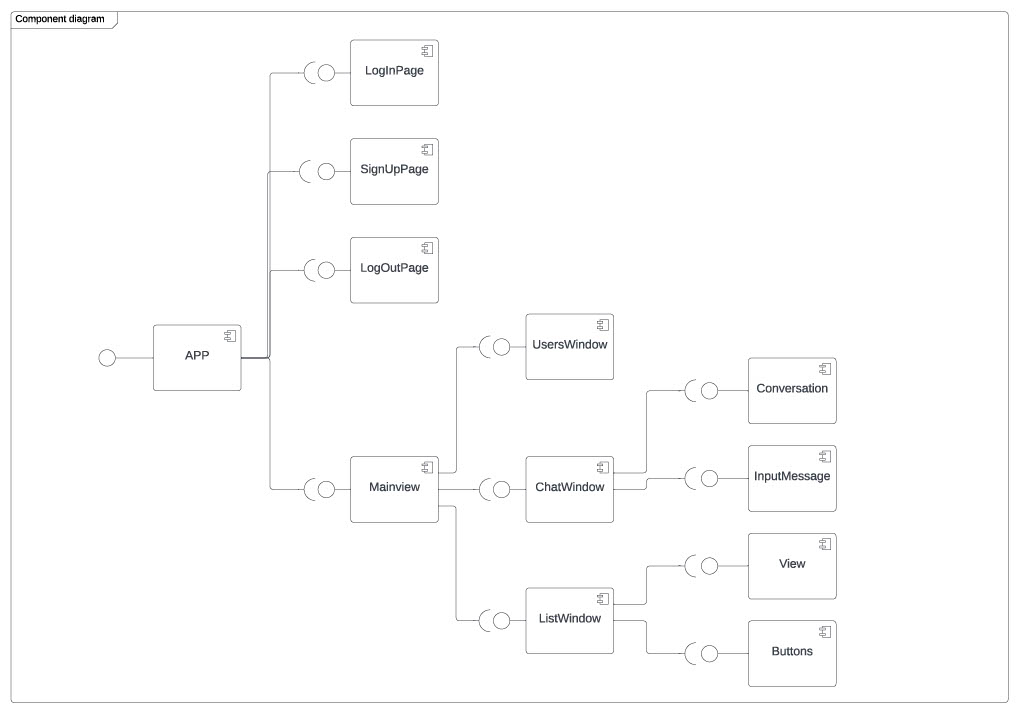 Component diagram
LogInPage
SignUpPage
LogOutPage
APP
UsersWindow
Conversation
Mainview
ChatWindow
InputMessage
View
ListWindow
Buttons